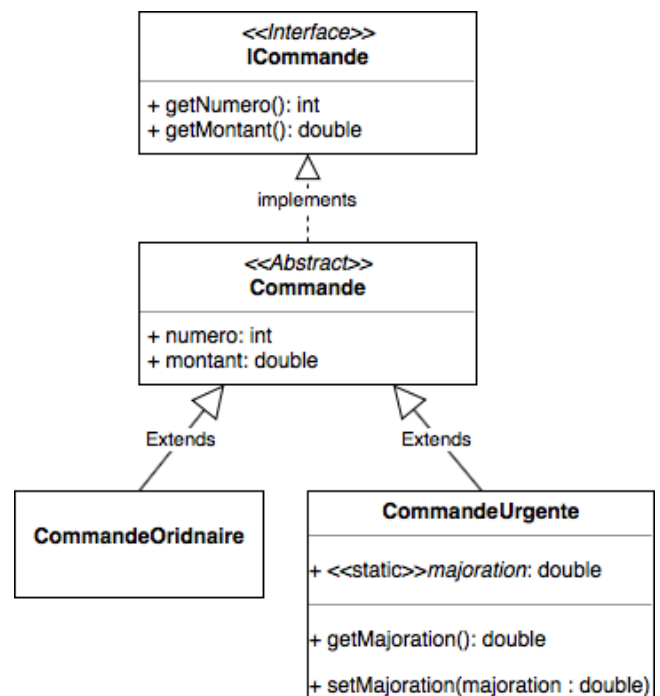 <<Interface>>
ICommande
+ getNumero(): int
+ getMontant(): double
implements
<<Abstract>>
Commande
+ numero: int
+ montant: double
Extends
Extends
CommandeOridnaire
CommandeUrgente
+ <<static>>majoration: double
+ getMajoration(): double
+ setMajoration(majoration : double)